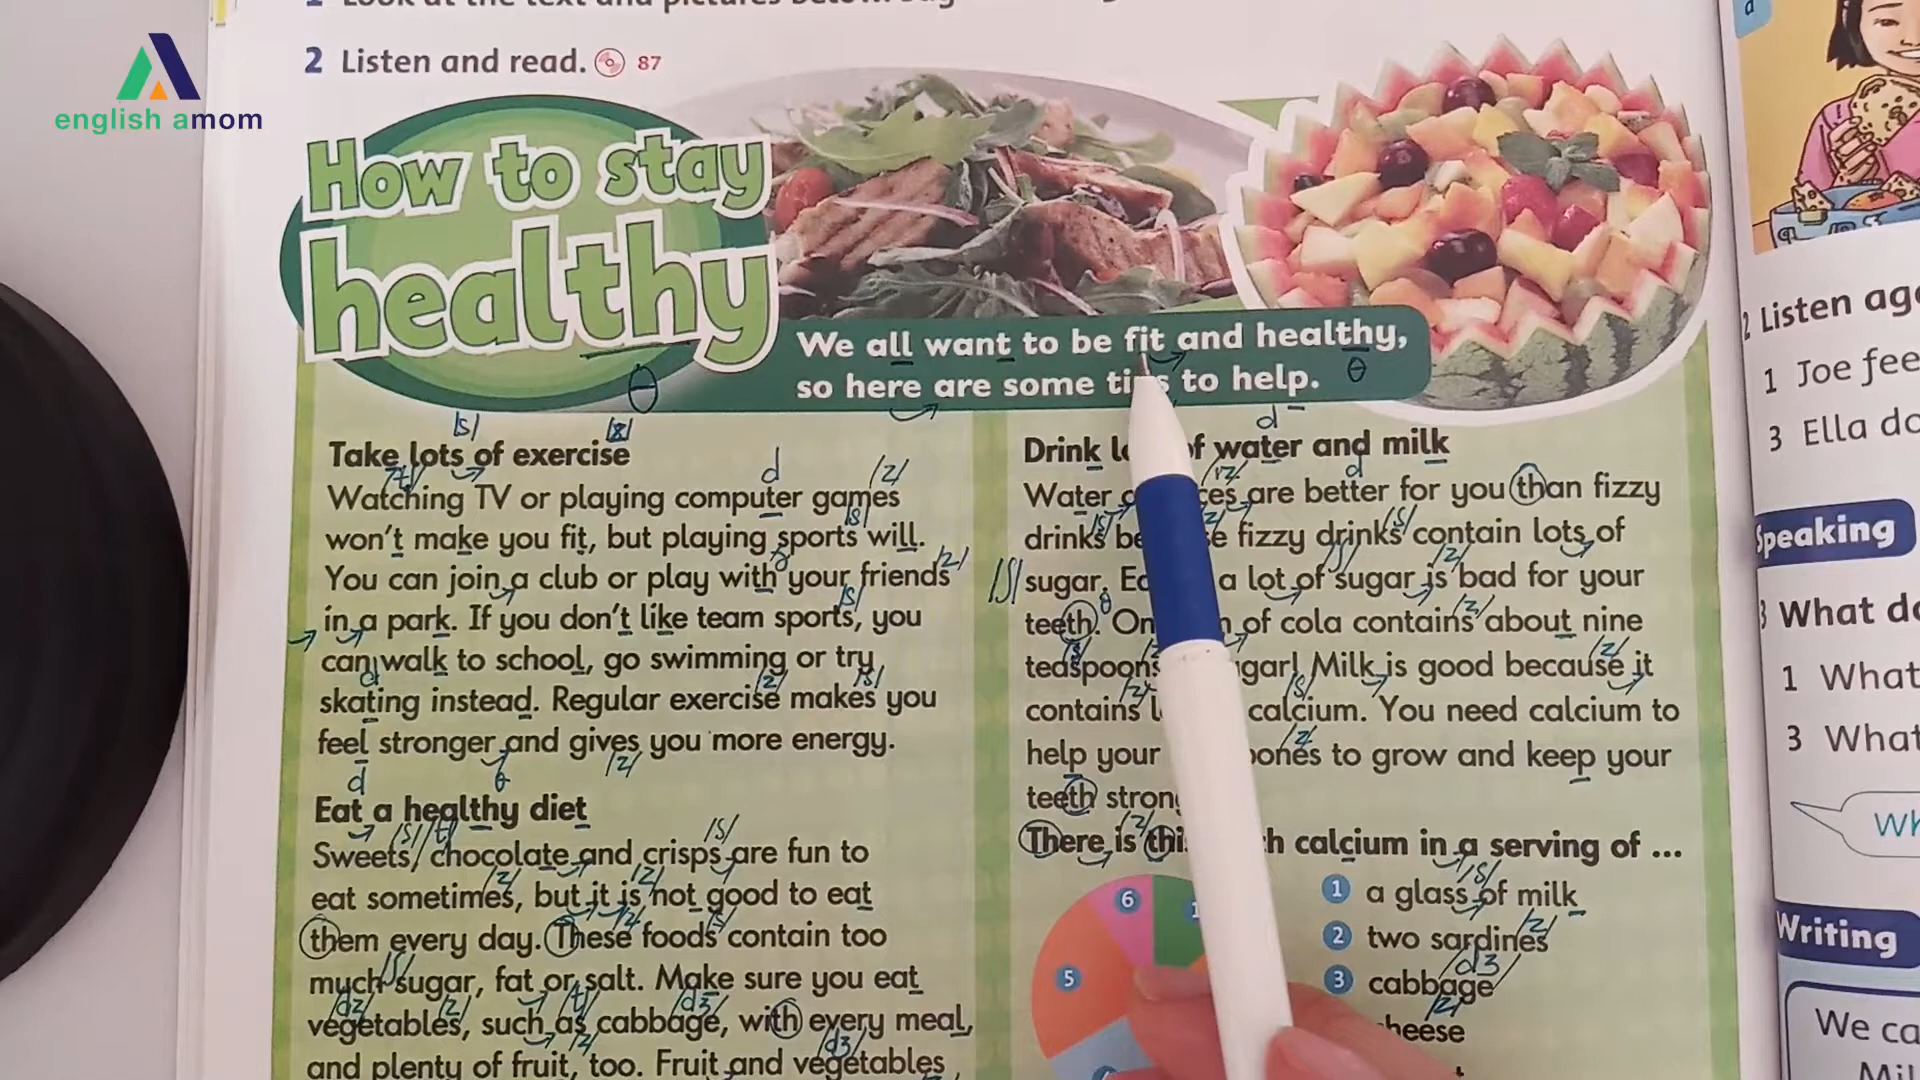 english amom
2 Listen and read. 87
How to stay
healthy
We all want to be fit and healthy,
so here are some tips to help.
θ
θ
Take lots of exercise
Watching TV or playing computer games
won't make you fit, but playing sports will.
You can join a club or play with your friends
in a park. If you don't like team sports, you
can walk to school, go swimming or try
skating instead. Regular exercise makes you
feel stronger and gives you more energy.
Eat a healthy diet
Sweets, chocolate and crisps are fun to
eat sometimes, but it is not good to eat
them every day. These foods contain too
much sugar, fat or salt. Make sure you eat
vegetables, such as cabbage, with every meal,
and plenty of fruit, too. Fruit and vegetables
Drink of water and milk
Water are better for you than fizzy
drinks fizzy drinks contain lots of
sugar. a lot of sugar is bad for your
teeth. of cola contains about nine
teaspoons Milk is good because it
contains calcium. You need calcium to
help your bones to grow and keep your
teeth
There is calcium in a serving of ...
1 a glass of milk
2 two sardines
3 cabbage
6
5
1
2 Listen
1 Joe
3 Ella
Speaking
3 What
1 What
3 What
Writing
We